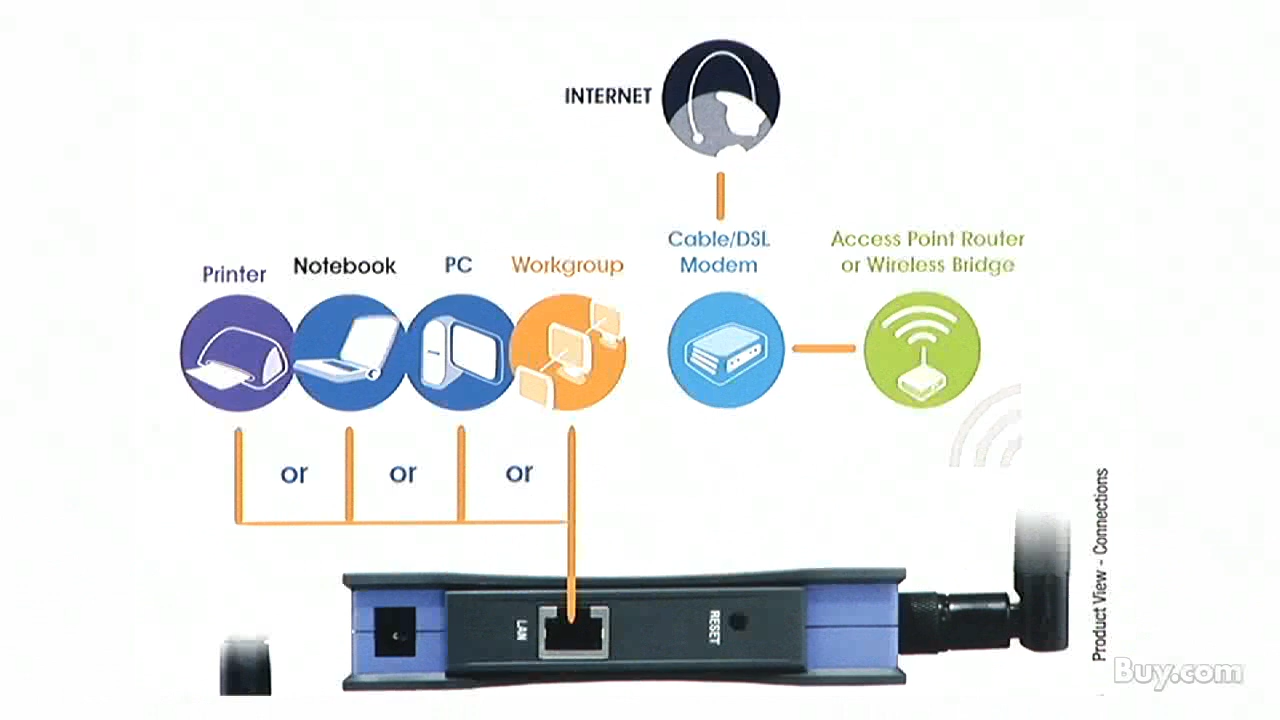 INTERNET
Cable/DSL
Modem
Access Point Router
or Wireless Bridge
Printer
Notebook
PC
Workgroup
or
or
or
LAN
RESET
Product View - Connections
Buy.com